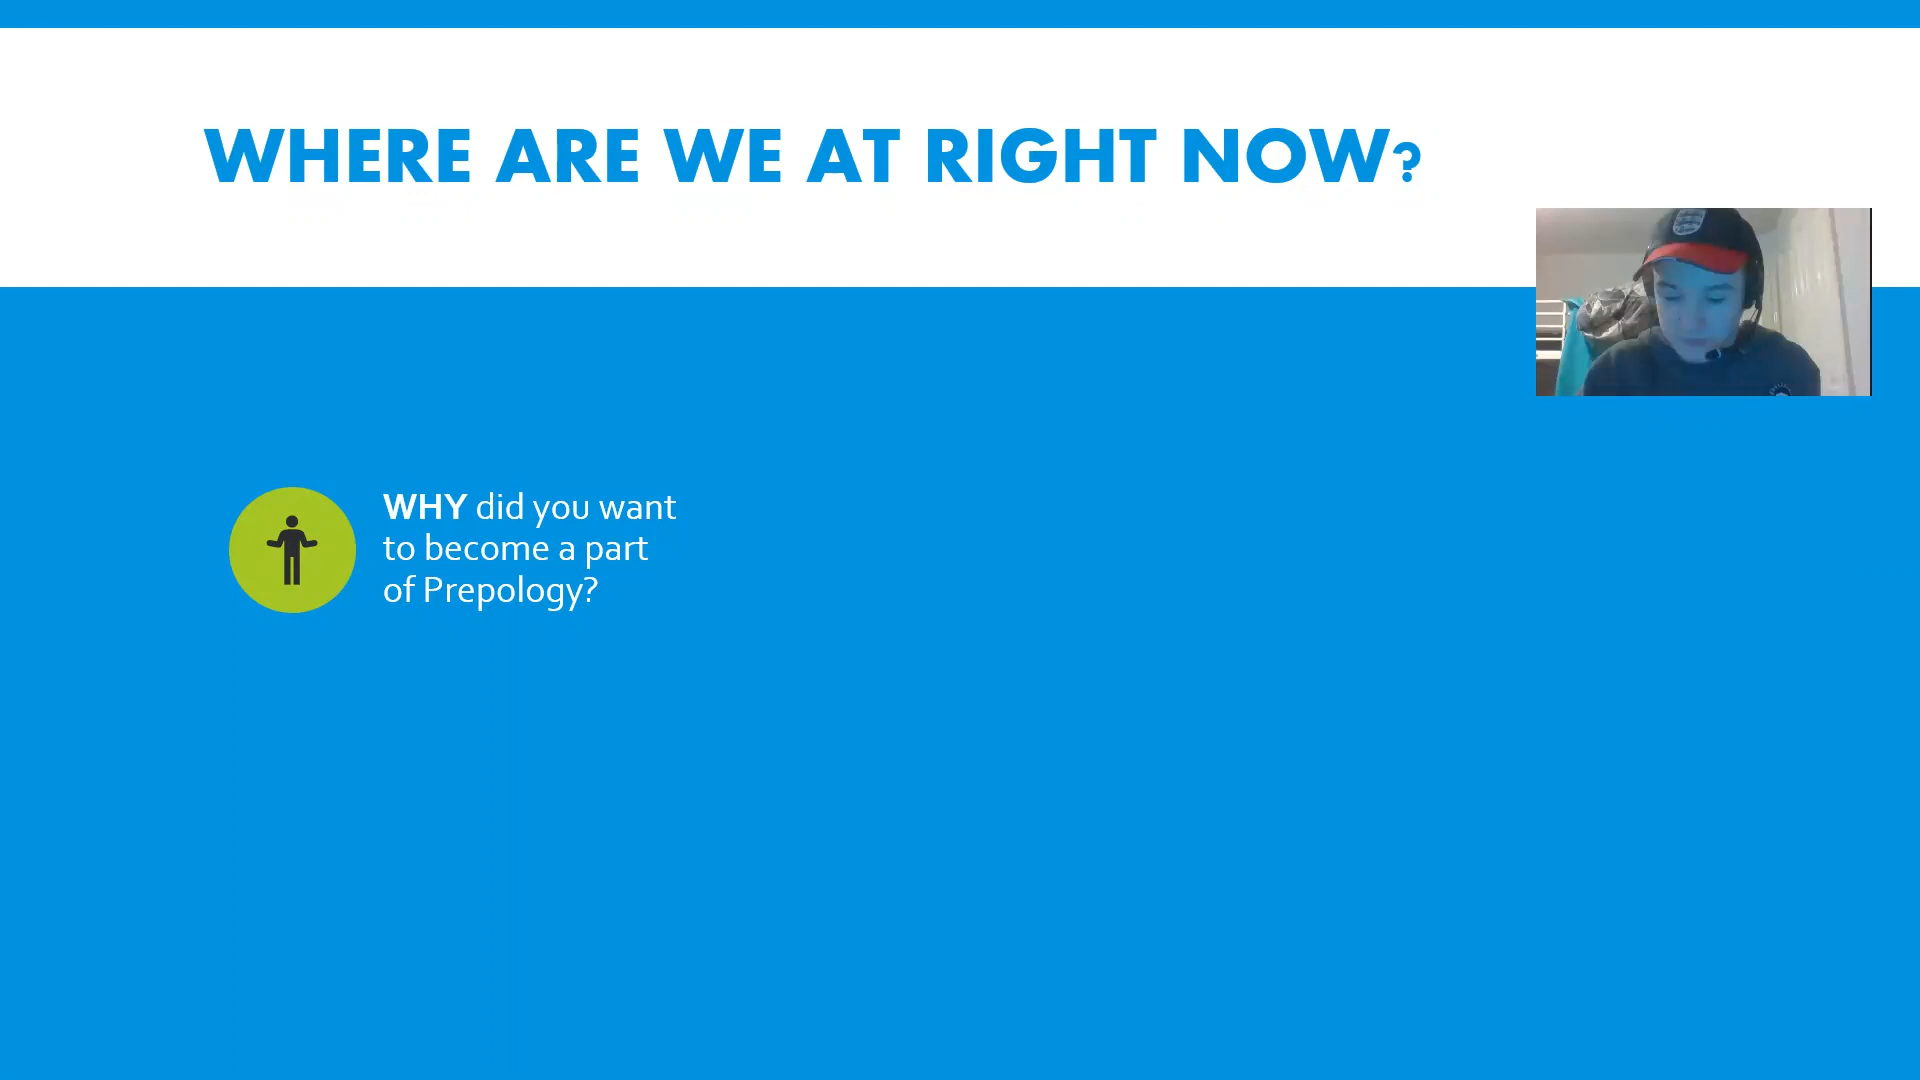 WHERE ARE WE AT RIGHT NOW?
WHY did you want
to become a part
of Prepology?